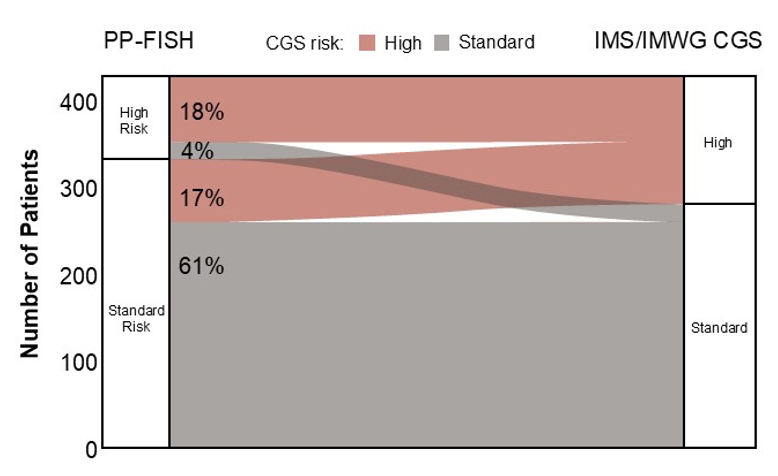 PP-FISH
CGS risk: High Standard
IMS/IMWG CGS
Number of Patients
400
300
200
100
0
High
Risk
Standard
Risk
18%
4%
17%
61%
High
Standard